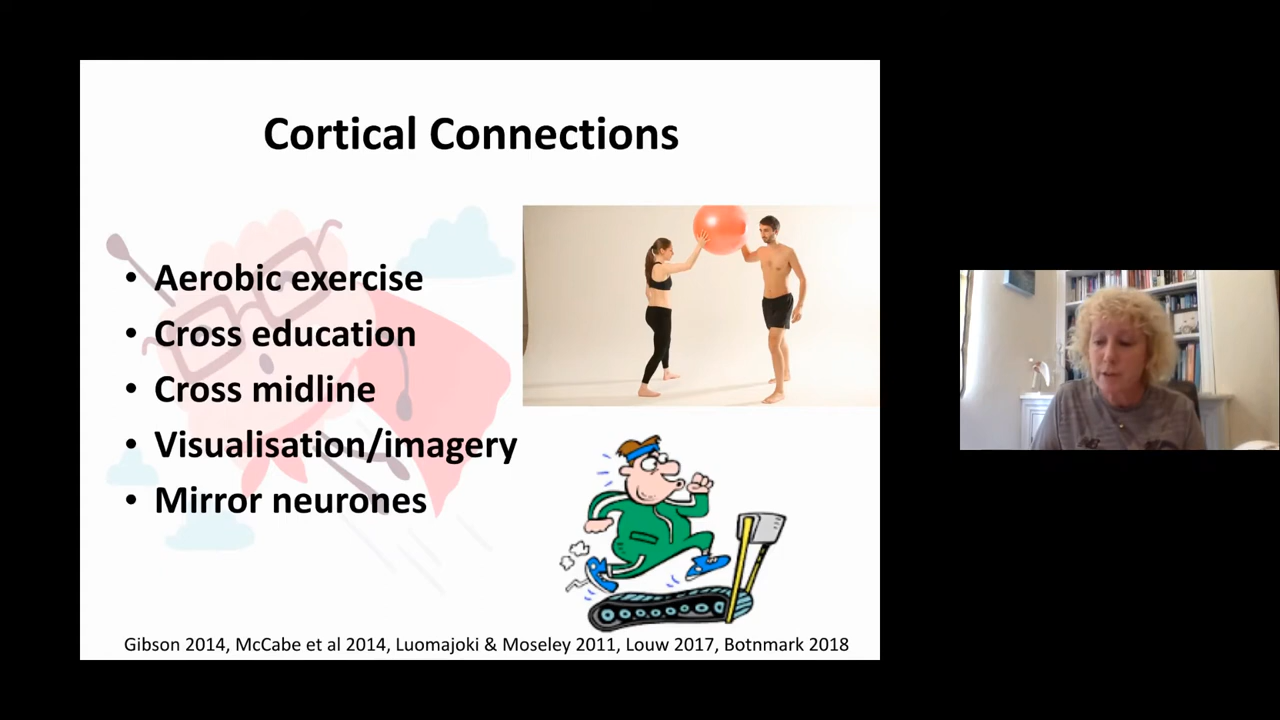 Cortical Connections
• Aerobic exercise
• Cross education
• Cross midline
• Visualisation/imagery
• Mirror neurones
Gibson 2014, McCabe et al 2014, Luomajoki & Moseley 2011, Louw 2017, Botnmark 2018